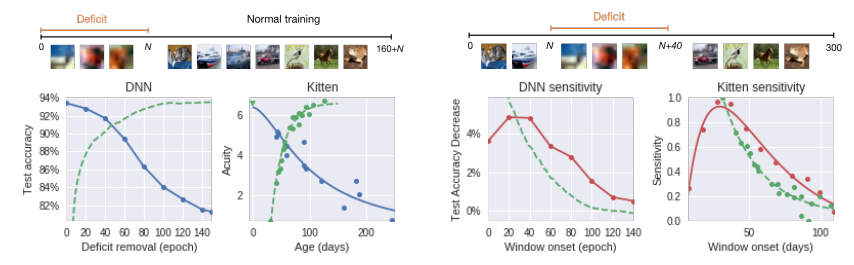 Deficit
Normal training
0
N
160+N
Deficit
0
N
N+40
300
DNN
Test accuracy
94%
92%
90%
88%
86%
84%
82%
0 20 40 60 80 100 120 140
Deficit removal (epoch)
Kitten
Acuity
6
4
2
0 100 200
Age (days)
DNN sensitivity
Test Accuracy Decrease
4%
2%
0%
0 20 40 60 80 100 120 140
Window onset (epoch)
Kitten sensitivity
Sensitivity
1.0
0.8
0.6
0.4
0.2
0.0
50 100
Window onset (days)